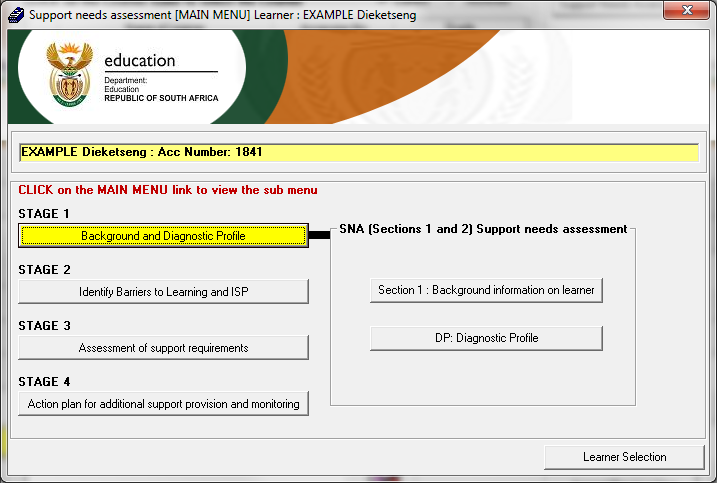 Support needs assessment [MAIN MENU] Learner : EXAMPLE Dieketseng
education
Department:
Education
REPUBLIC OF SOUTH AFRICA
EXAMPLE Dieketseng : Acc Number: 1841
CLICK on the MAIN MENU link to view the sub menu
STAGE 1
Background and Diagnostic Profile
STAGE 2
Identify Barriers to Learning and ISP
STAGE 3
Assessment of support requirements
STAGE 4
Action plan for additional support provision and monitoring
SNA (Sections 1 and 2) Support needs assessment
Section 1 : Background information on learner
DP: Diagnostic Profile
Learner Selection